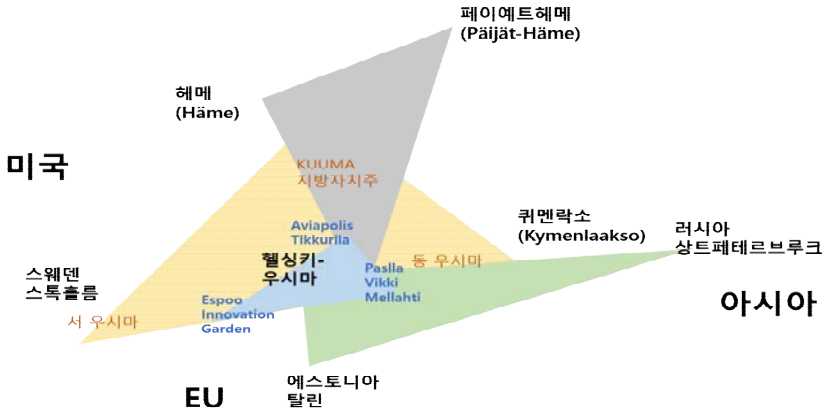 페이예트헤메
(Päijät-Häme)
헤메
(Häme)
미국
KUUMA
지방자치주
퀴멘락소
(Kymenlaakso)
러시아
상트페테르브루크
Aviapolis
Tikkurila
헬싱키-
우시마
Pasila
Vikki
Mellahti
동 우시마
스웨덴
스톡홀름
아시아
Espoo
Innovation
Garden
서 우시마
에스토니아
탈린
EU